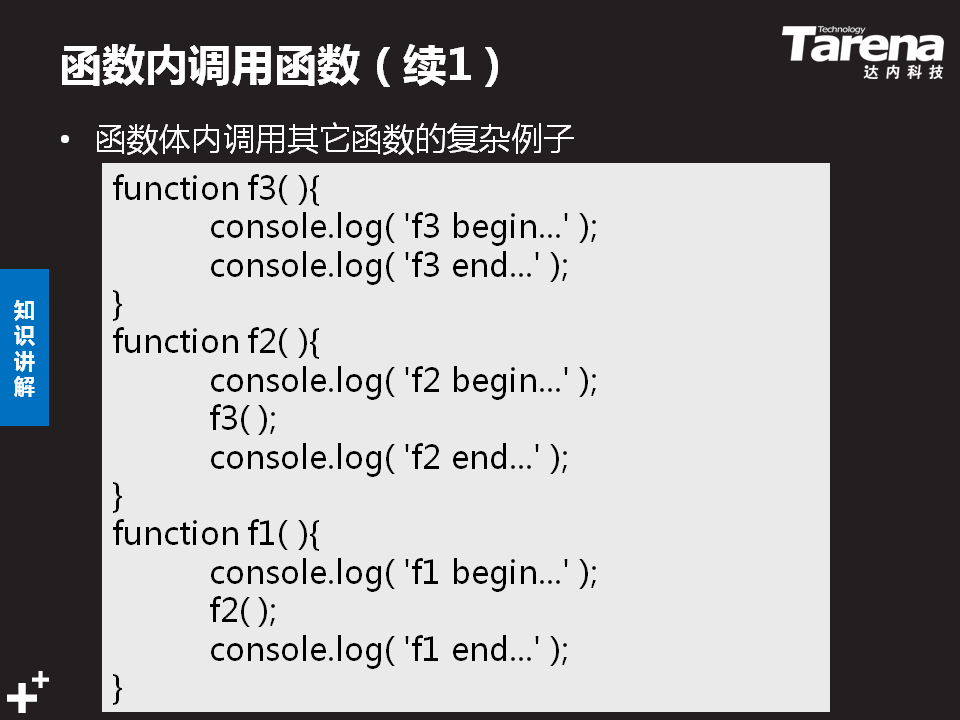 函数内调用函数（续1）
Technology
Tarena
达内科技
• 函数体内调用其它函数的复杂例子
function f3( ){
console.log( 'f3 begin...' );
console.log( 'f3 end...' );
}
function f2( ){
console.log( 'f2 begin...' );
f3( );
console.log( 'f2 end...' );
}
function f1( ){
console.log( 'f1 begin...' );
f2( );
console.log( 'f1 end...' );
}
知识讲解